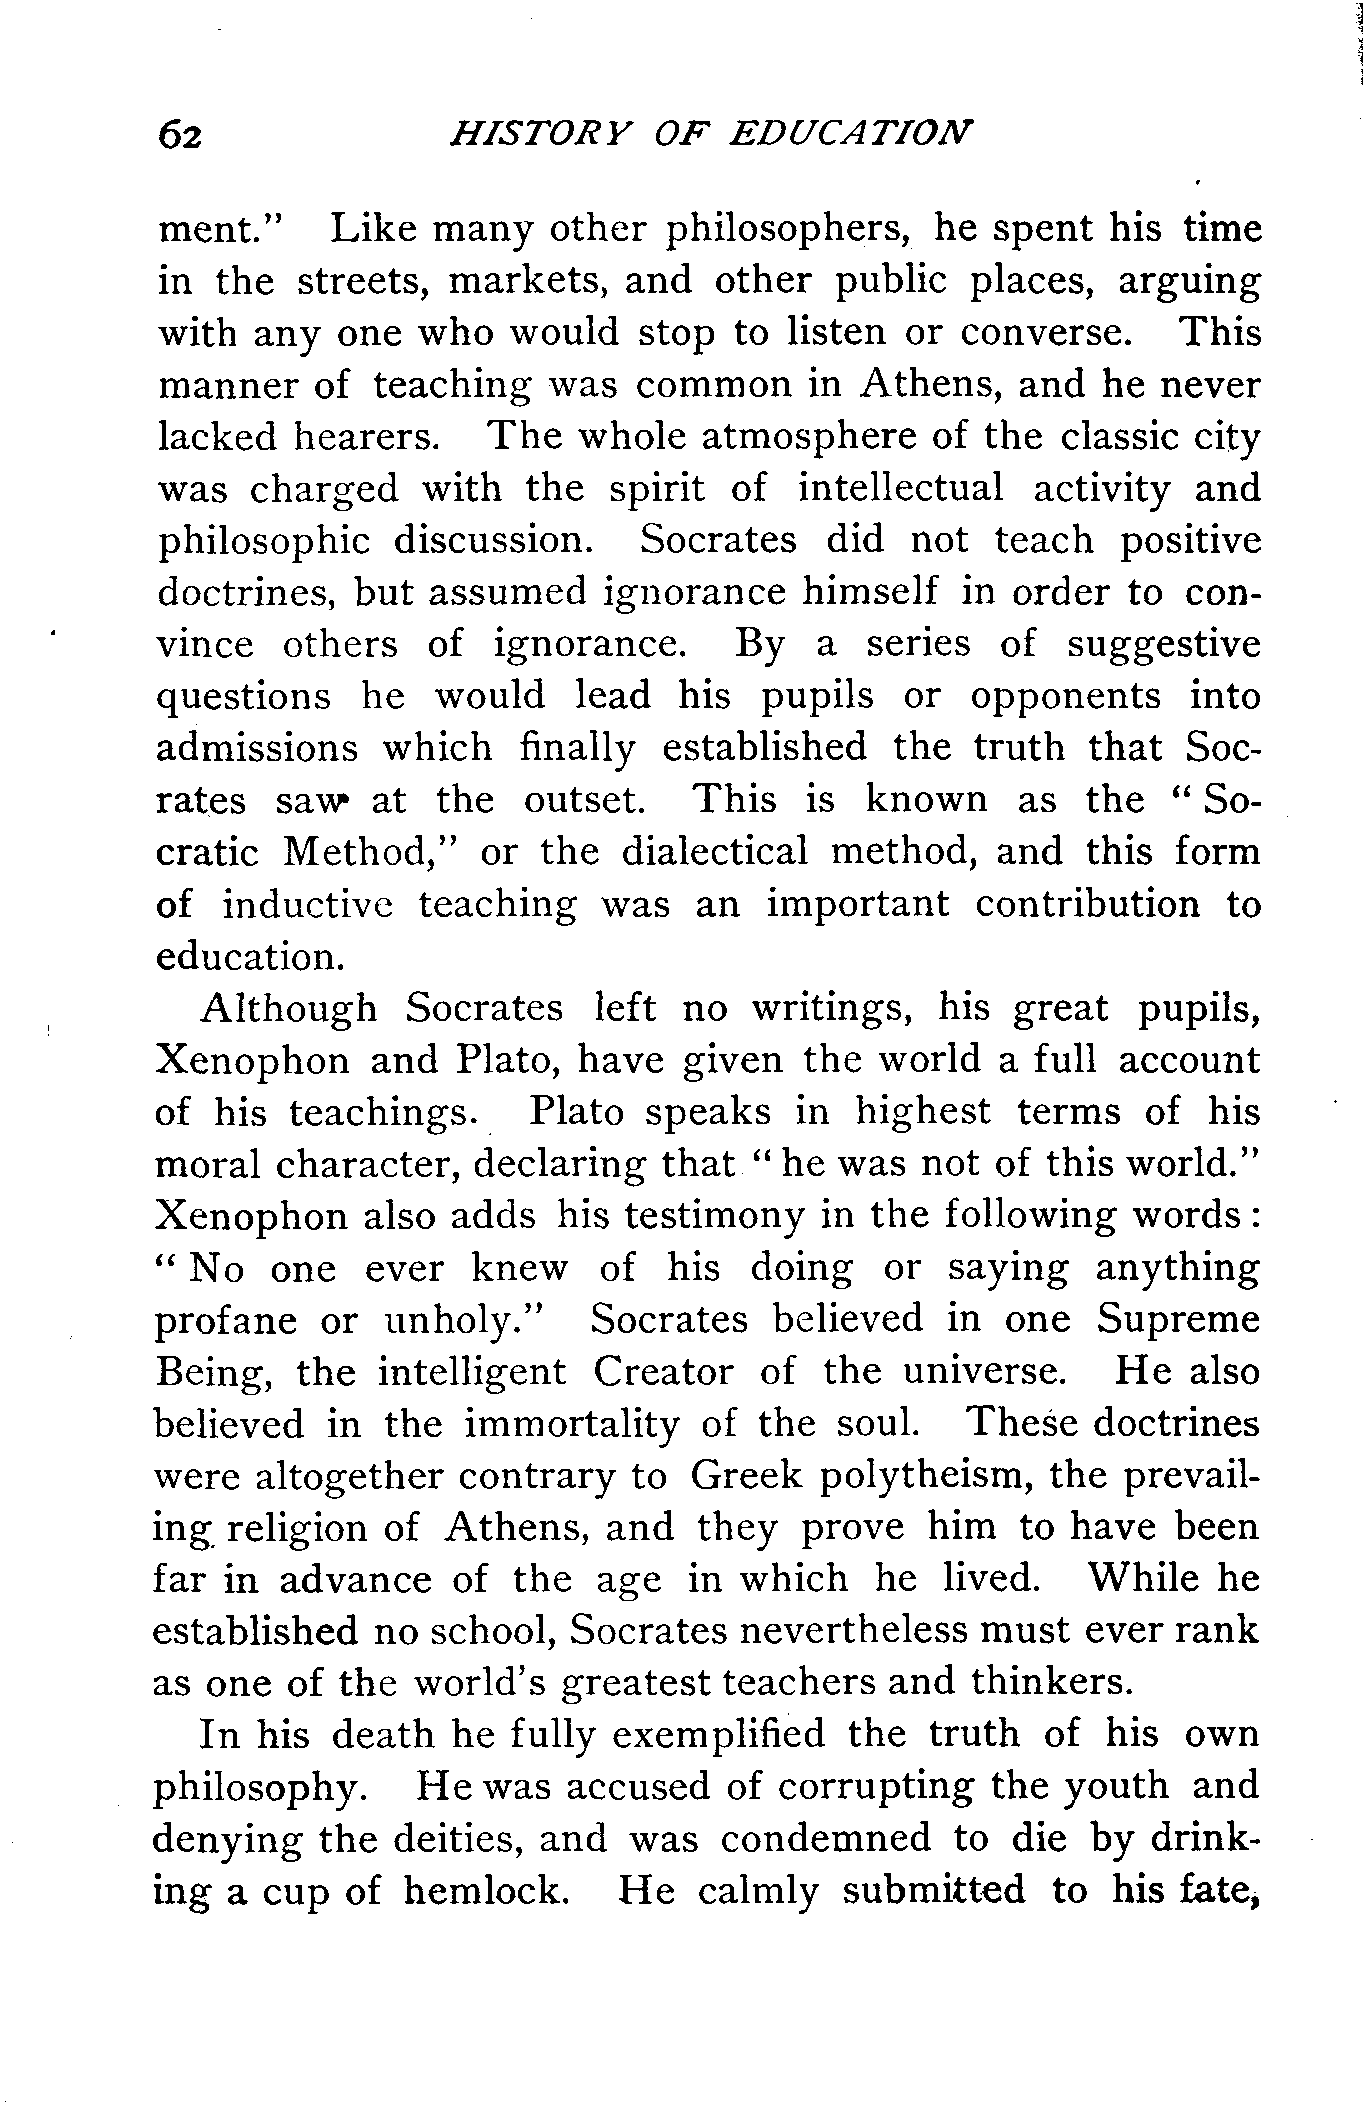 62 HISTORY OF EDUCATION
ment." Like many other philosophers, he spent his time
in the streets, markets, and other public places, arguing
with any one who would stop to listen or converse. This
manner of teaching was common in Athens, and he never
lacked hearers. The whole atmosphere of the classic city
was charged with the spirit of intellectual activity and
philosophic discussion. Socrates did not teach positive
doctrines, but assumed ignorance himself in order to con-
vince others of ignorance. By a series of suggestive
questions he would lead his pupils or opponents into
admissions which finally established the truth that Soc-
rates saw at the outset. This is known as the " So-
cratic Method," or the dialectical method, and this form
of inductive teaching was an important contribution to
education.
Although Socrates left no writings, his great pupils,
Xenophon and Plato, have given the world a full account
of his teachings. Plato speaks in highest terms of his
moral character, declaring that " he was not of this world."
Xenophon also adds his testimony in the following words :
" No one ever knew of his doing or saying anything
profane or unholy." Socrates believed in one Supreme
Being, the intelligent Creator of the universe. He also
believed in the immortality of the soul. These doctrines
were altogether contrary to Greek polytheism, the prevail-
ing religion of Athens, and they prove him to have been
far in advance of the age in which he lived. While he
established no school, Socrates nevertheless must ever rank
as one of the world's greatest teachers and thinkers.
In his death he fully exemplified the truth of his own
philosophy. He was accused of corrupting the youth and
denying the deities, and was condemned to die by drink-
ing a cup of hemlock. He calmly submitted to his fate,